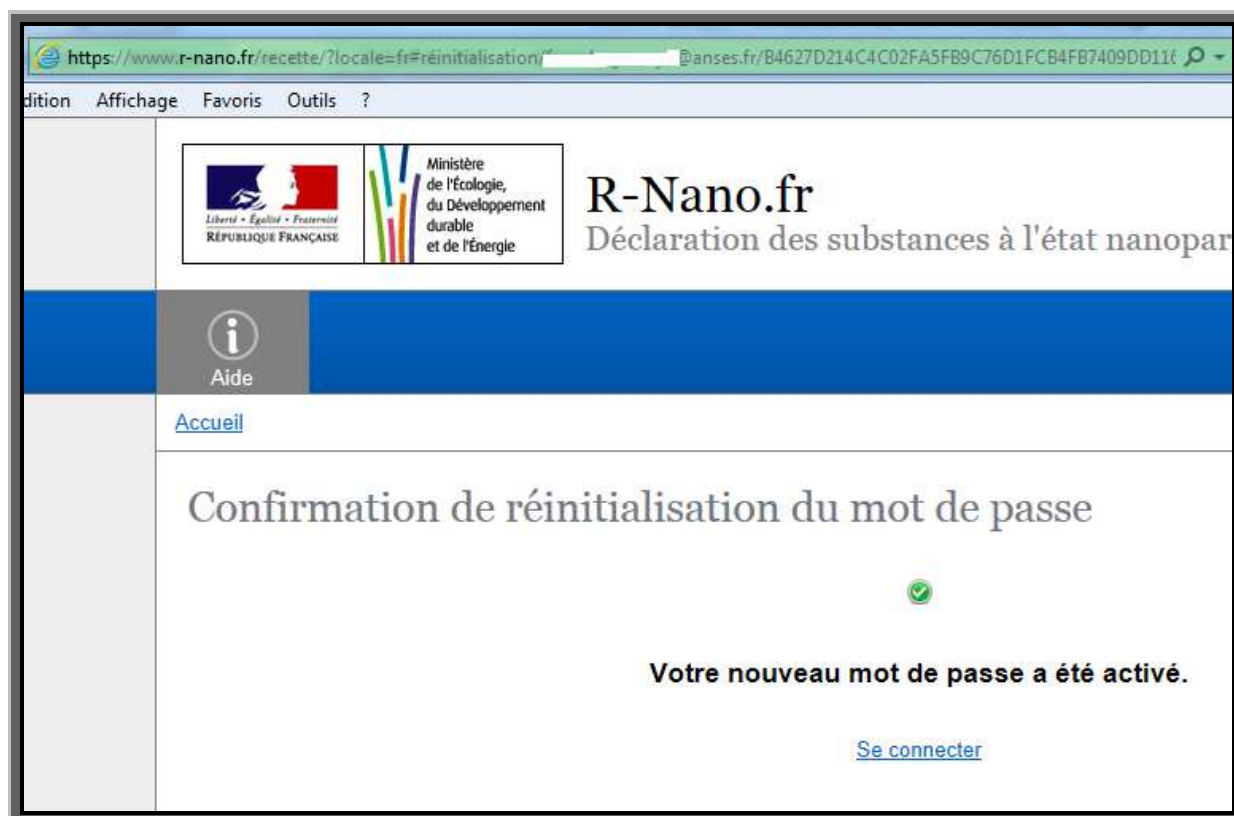 https://www.r-nano.fr/recette/?locale=fr#réinitialisation/ @anses.fr/B4627D214C4C02FA5FB9C76D1FCB4FB7409DD116
dition Affichage Favoris Outils ?
Liberté • Égalité • Fraternité
RÉPUBLIQUE FRANÇAISE
Ministère
de l'Écologie,
du Développement
durable
et de l'Énergie
R-Nano.fr
Déclaration des substances à l'état nanopar
Aide
Accueil
Confirmation de réinitialisation du mot de passe
Votre nouveau mot de passe a été activé.
Se connecter